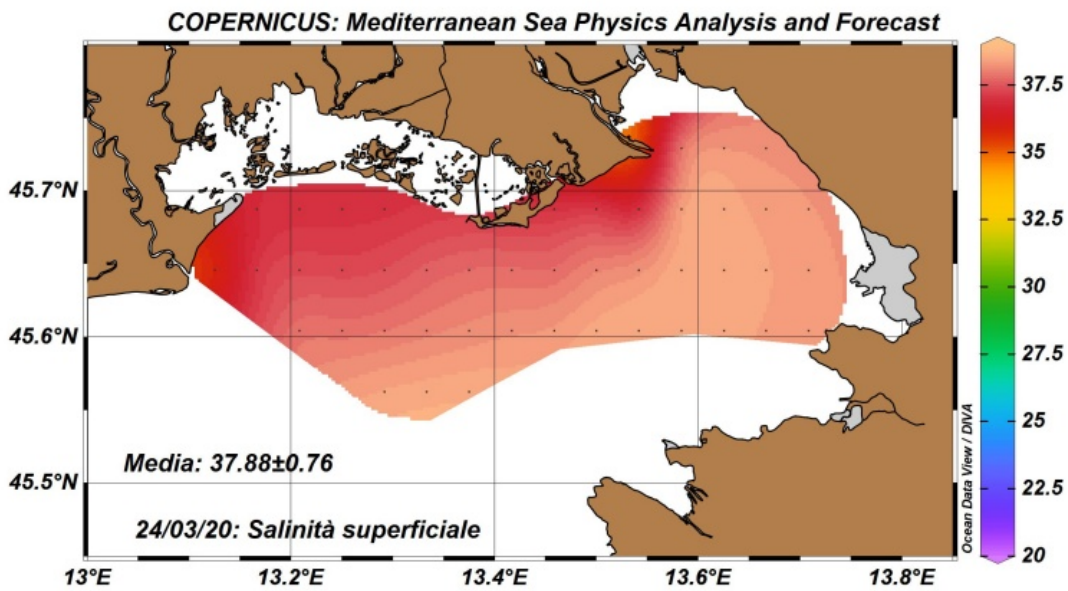 COPERNICUS: Mediterranean Sea Physics Analysis and Forecast
37.5
35
32.5
30
27.5
25
22.5
20
45.7°N
45.6°N
45.5°N
Media: 37.88±0.76
24/03/20: Salinità superficiale
Ocean Data View / DIVA
13°E
13.2°E
13.4°E
13.6°E
13.8°E